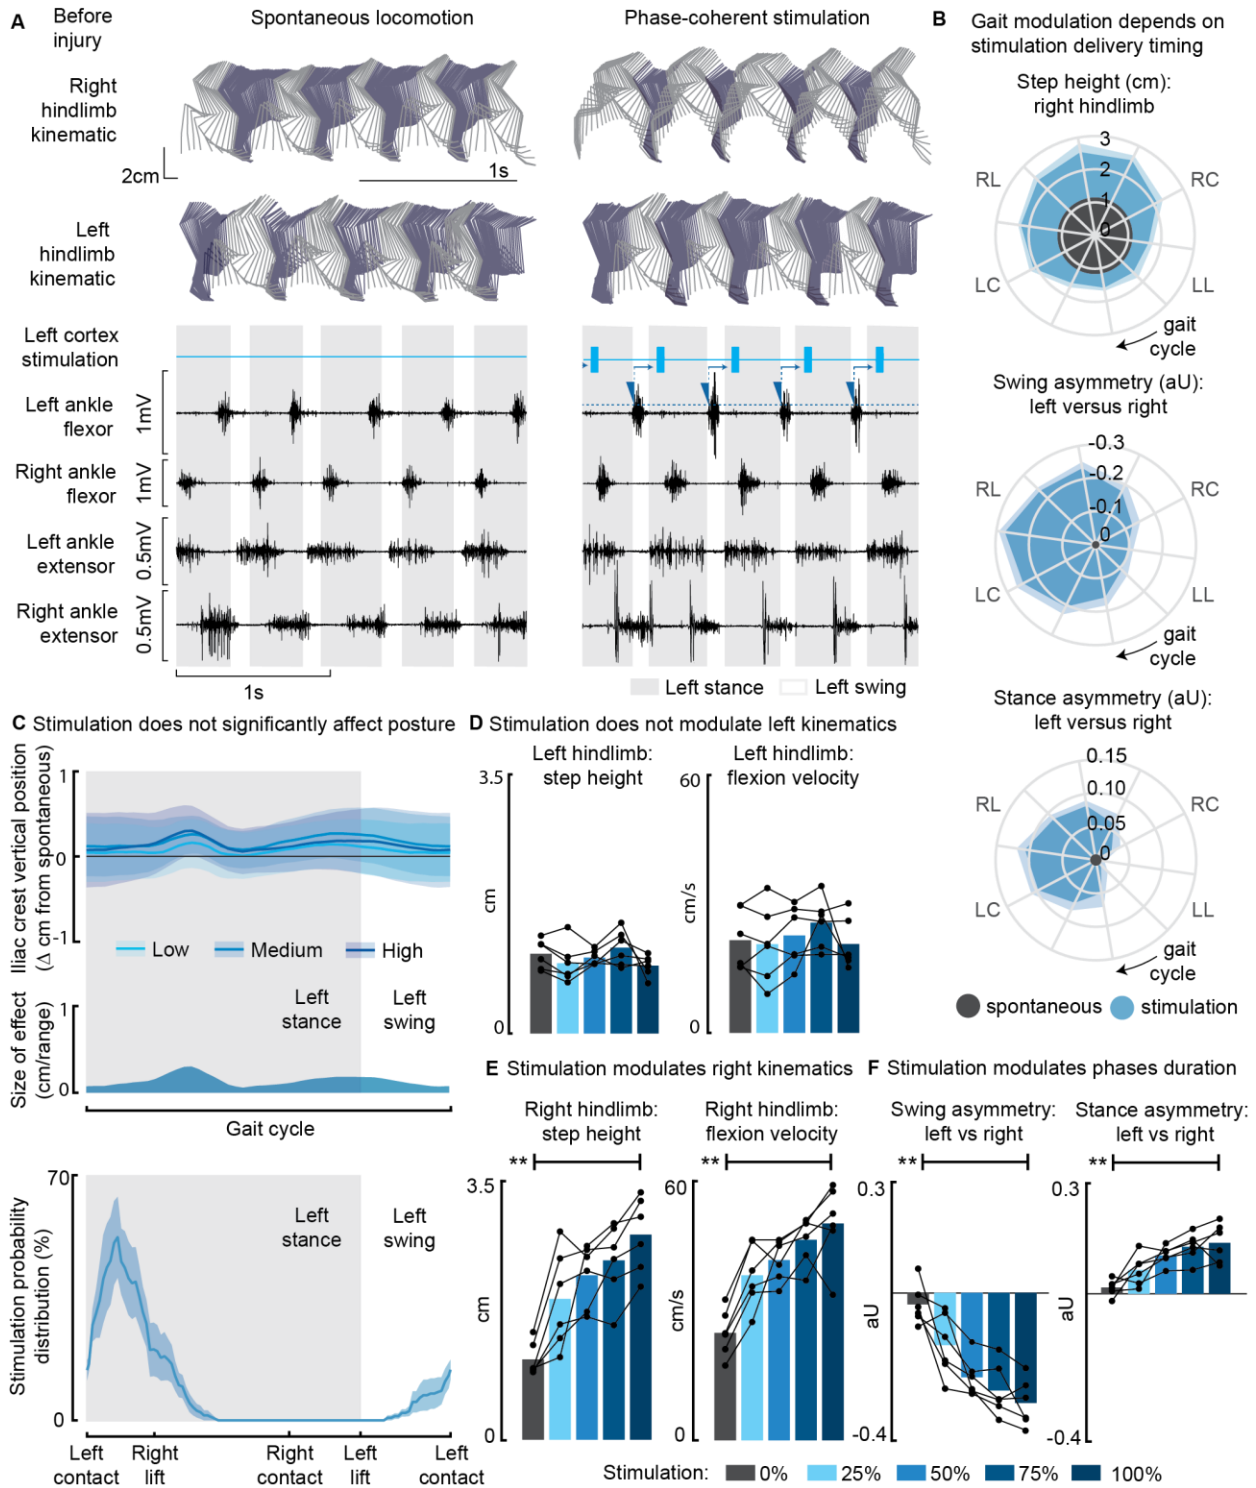 A
Before
injury
Spontaneous locomotion
Phase-coherent stimulation
Right
hindlimb
kinematic
2cm
1s
Left
hindlimb
kinematic
Left cortex
stimulation
Left ankle
flexor
1mV
Right ankle
flexor
1mV
Left ankle
extensor
0.5mV
Right ankle
extensor
0.5mV
1s
Left stance
Left swing
B
Gait modulation depends on
stimulation delivery timing
Step height (cm):
right hindlimb
3
2
1
0
RL
RC
LC
LL
gait
cycle
Swing asymmetry (aU):
left versus right
-0.3
-0.2
-0.1
0
RL
RC
LC
LL
gait
cycle
Stance asymmetry (aU):
left versus right
0.15
0.10
0.05
0
RL
RC
LC
LL
gait
cycle
spontaneous
stimulation
C Stimulation does not significantly affect posture
Iliac crest vertical position
(Δ cm from spontaneous)
1
0
-1
Low
Medium
High
Size of effect
(cm/range)
1
0
Left
stance
Left
swing
Gait cycle
Stimulation probability
distribution (%)
70
0
Left
stance
Left
swing
Left
contact
Right
lift
Right
contact
Left
lift
Left
contact
D Stimulation does not modulate left kinematics
Left hindlimb:
step height
3.5
cm
0
Left hindlimb:
flexion velocity
60
cm/s
0
E Stimulation modulates right kinematics
Right hindlimb:
step height
**
3.5
cm
0
Right hindlimb:
flexion velocity
**
60
cm/s
0
F Stimulation modulates phases duration
Swing asymmetry:
left vs right
**
0.3
aU
-0.4
Stance asymmetry:
left vs right
**
0.3
aU
-0.4
Stimulation:
0%
25%
50%
75%
100%